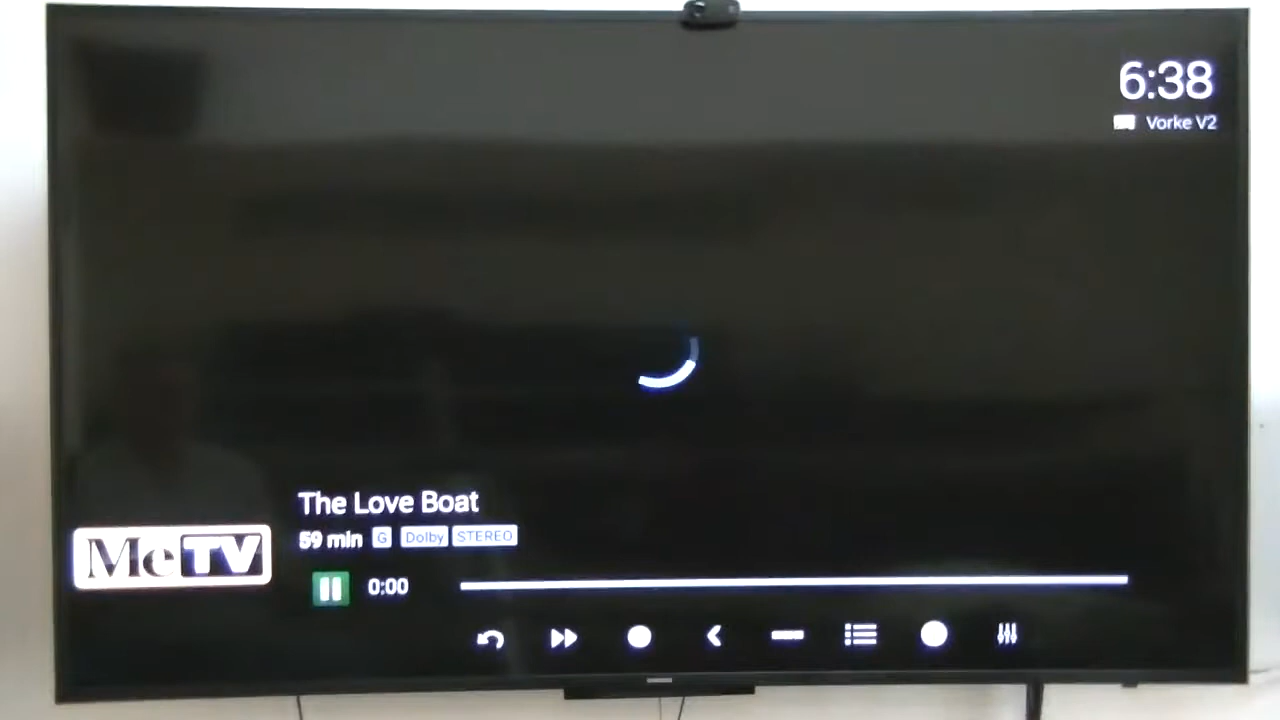 6:38
Vorke V2
The Love Boat
59 min G Dolby STEREO
MeTV
0:00